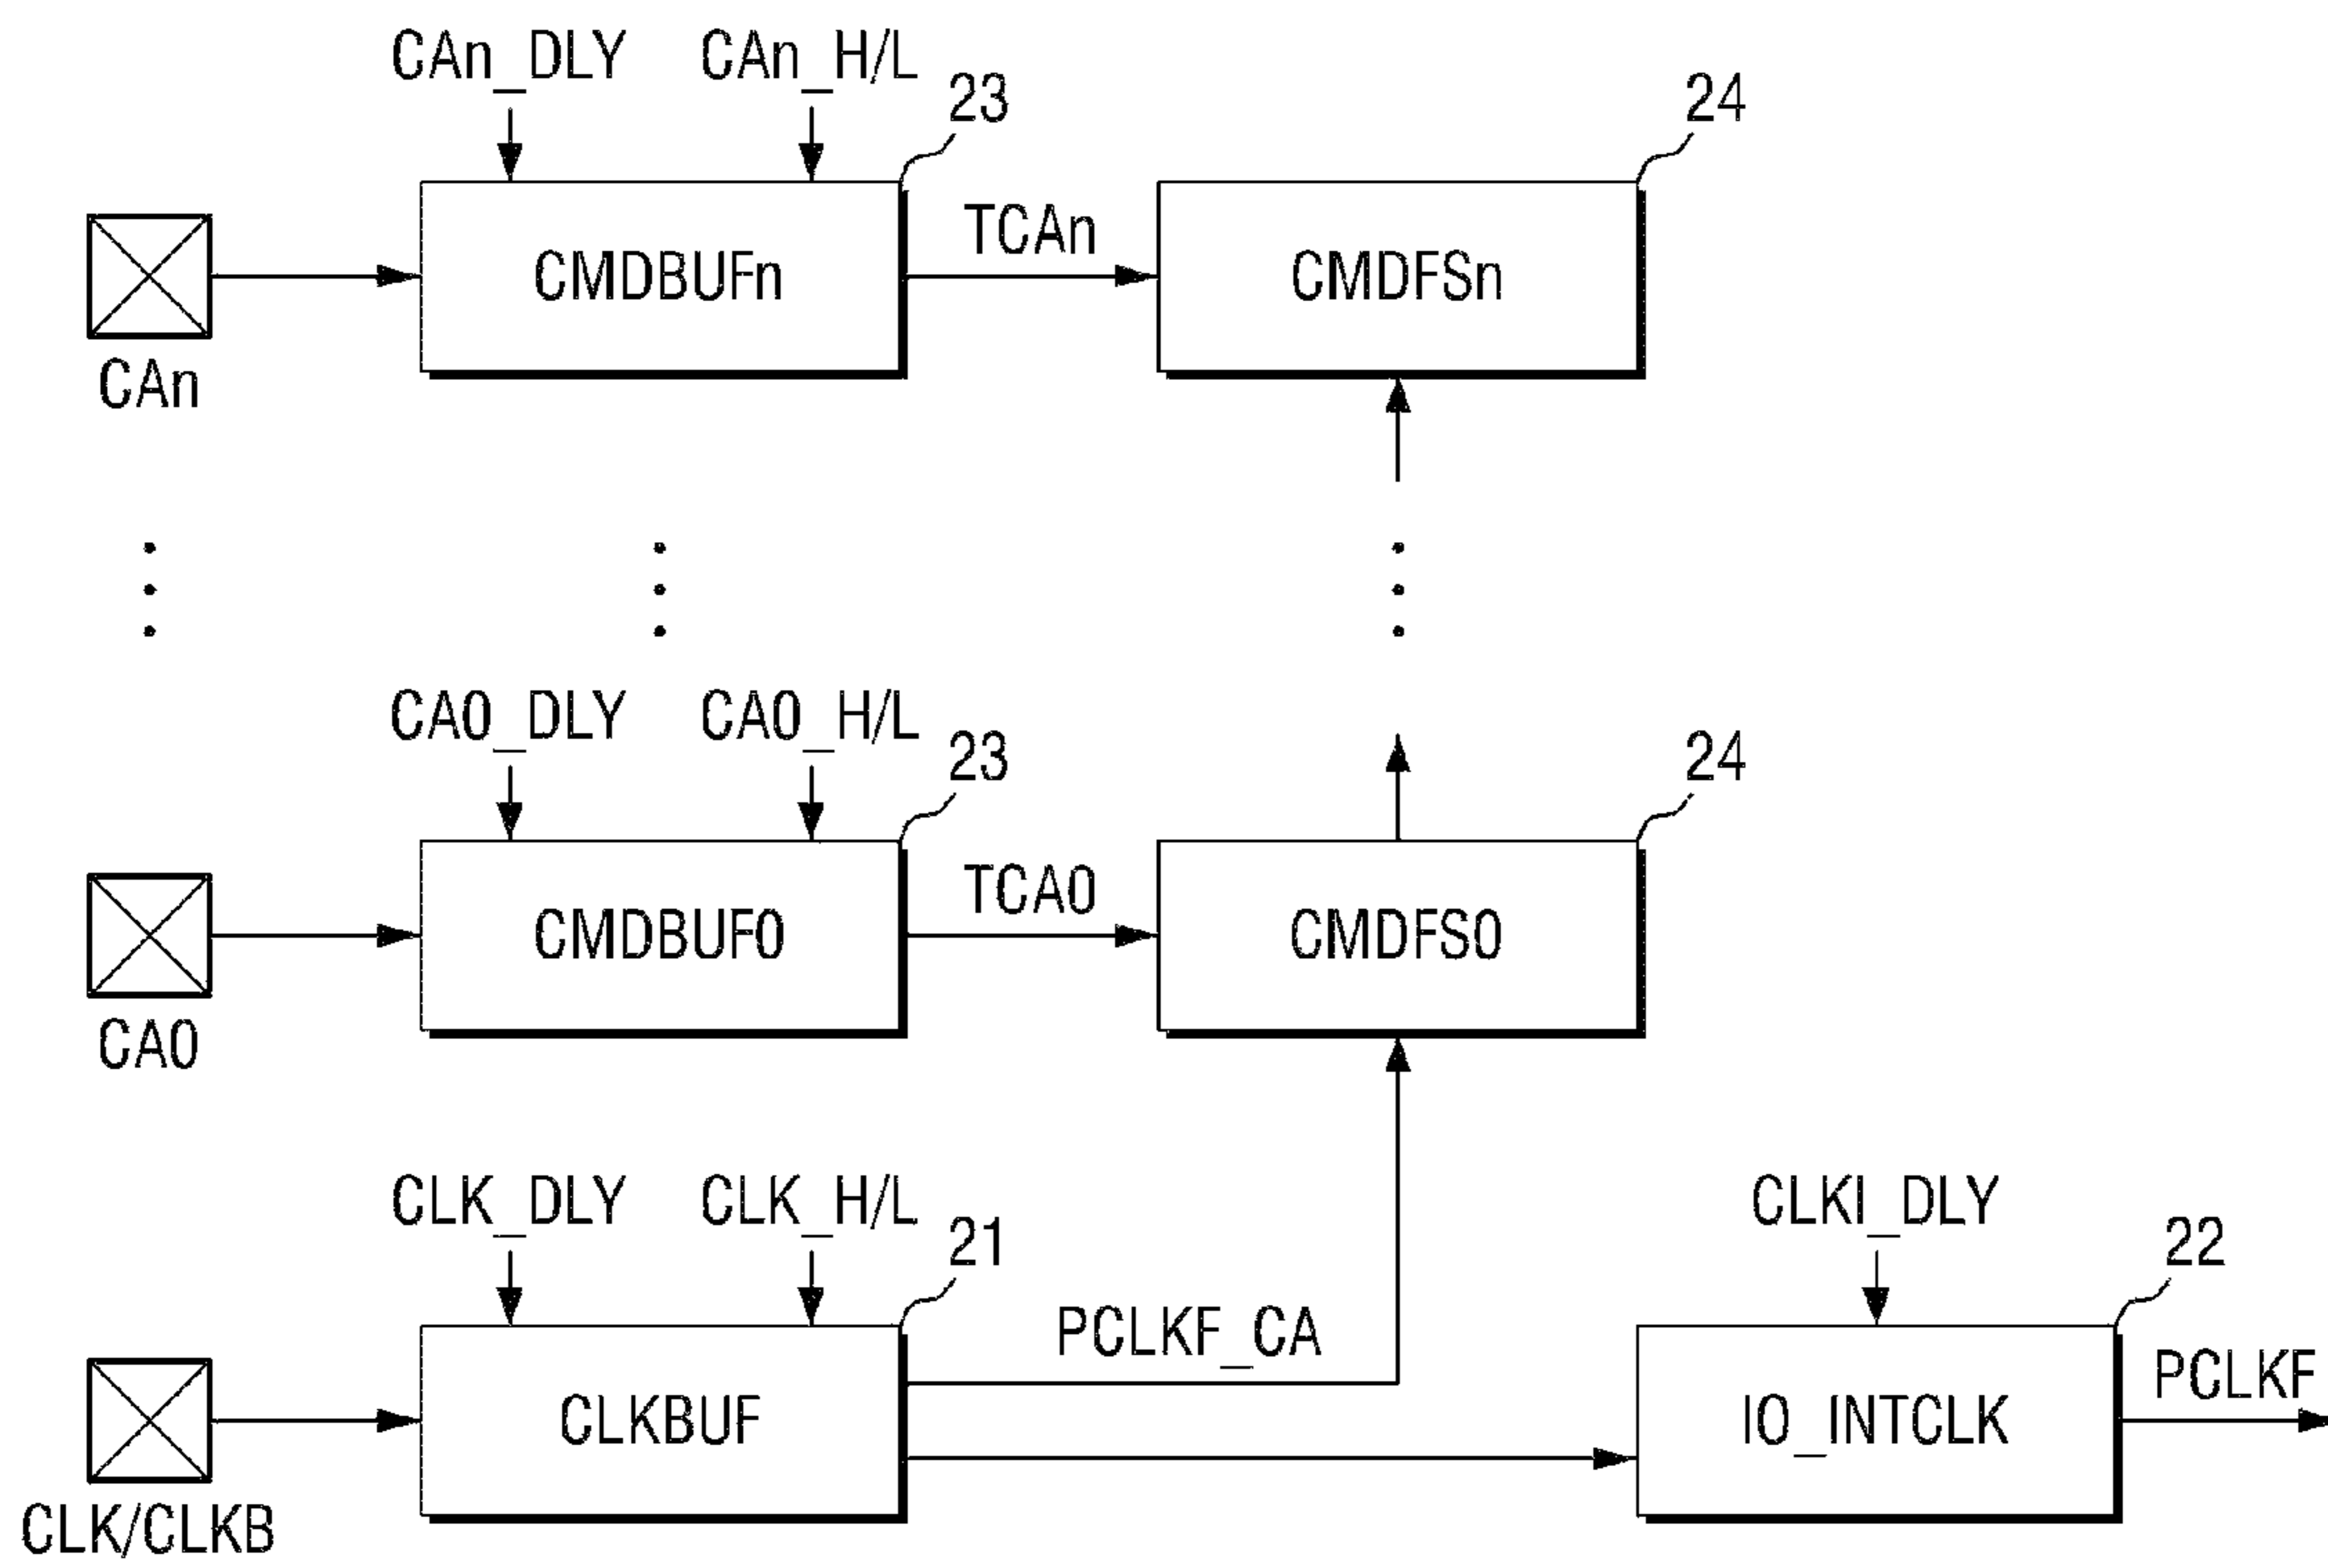 CAn_DLY CAn_H/L
23
24
TCAn
CMDBUFn
CMDFSn
CAn
CA0_DLY CA0_H/L
23
24
TCA0
CMDBUF0
CMDFS0
CA0
CLK_DLY CLK_H/L
21
CLKI_DLY
22
PCLKF_CA
PCLKF
CLKBUF
IO_INTCLK
CLK/CLKB